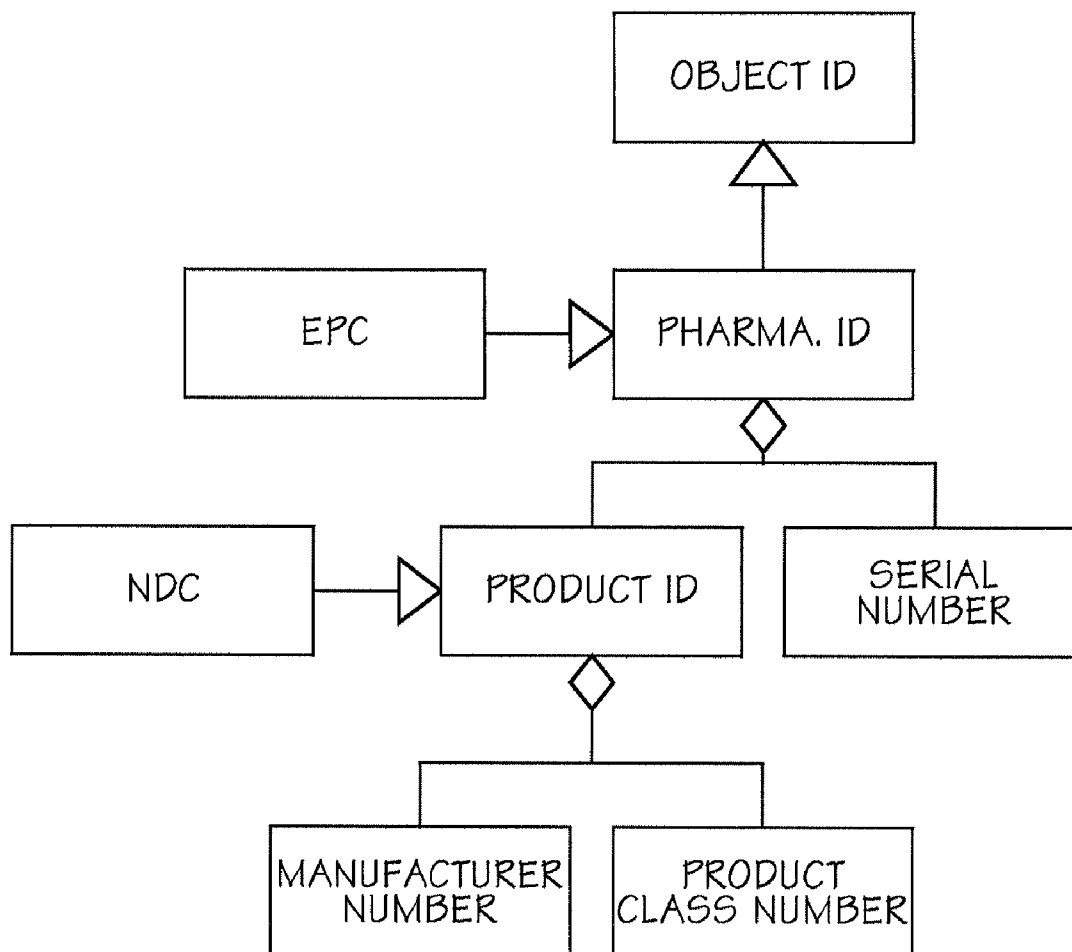 OBJECT ID
EPC
PHARMA. ID
NDC
PRODUCT ID
SERIAL
NUMBER
MANUFACTURER
NUMBER
PRODUCT
CLASS NUMBER